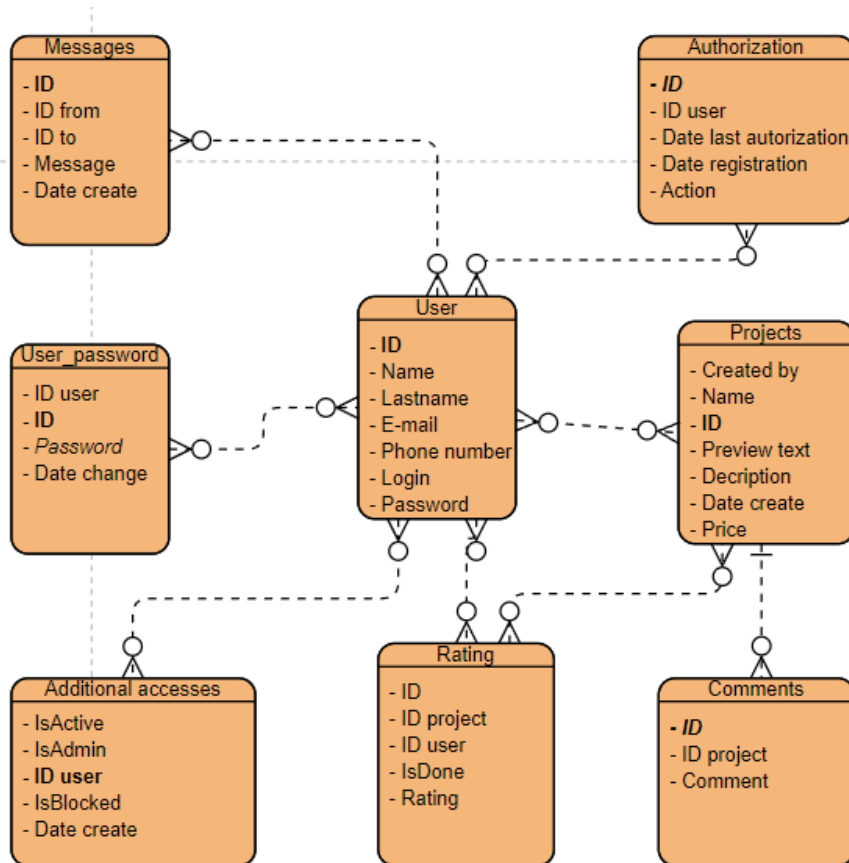 Messages
- ID
- ID from
- ID to
- Message
- Date create
Authorization
- ID
- ID user
- Date last autorization
- Date registration
- Action
User_password
- ID user
- ID
- Password
- Date change
User
- ID
- Name
- Lastname
- E-mail
- Phone number
- Login
- Password
Projects
- Created by
- Name
- ID
- Preview text
- Decription
- Date create
- Price
Additional accesses
- IsActive
- IsAdmin
- ID user
- IsBlocked
- Date create
Rating
- ID
- ID project
- ID user
- IsDone
- Rating
Comments
- ID
- ID project
- Comment